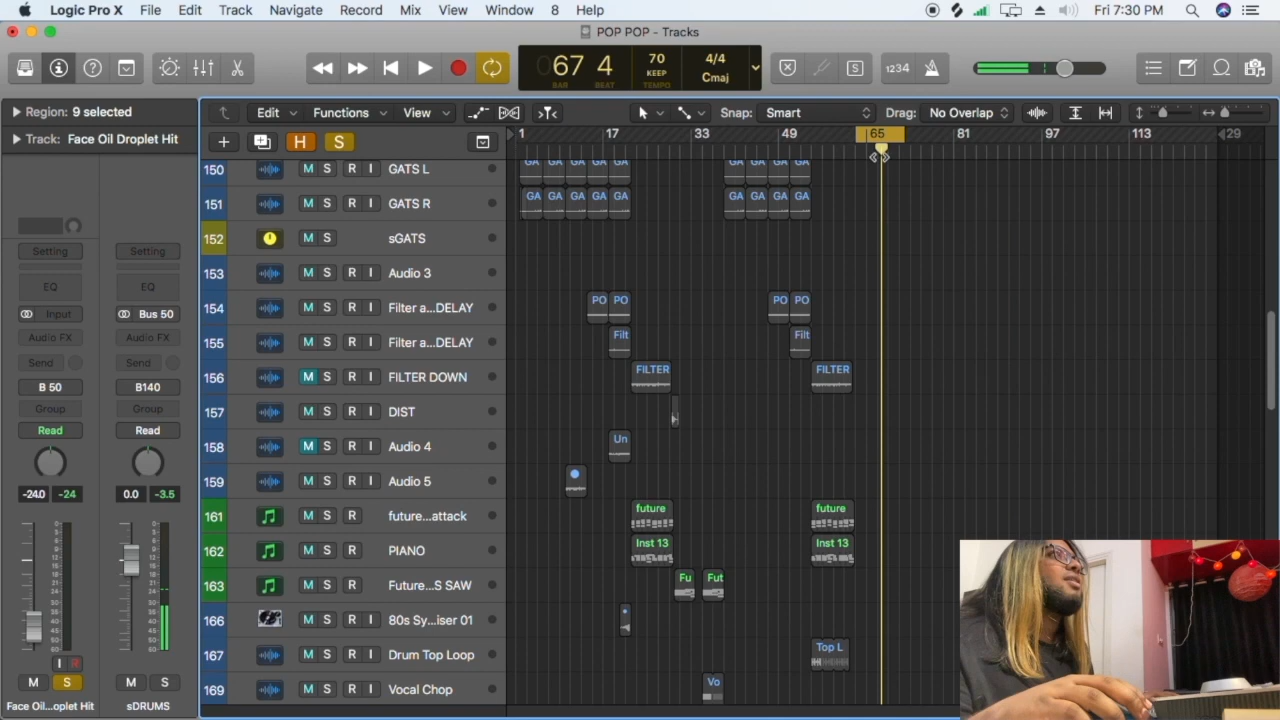 Logic Pro X File Edit Track Navigate Record Mix View Window 8 Help Fri 7:30 PM
POP POP - Tracks
67 4 70 4/4
KEEP Cmaj
BAR BEAT TEMPO
S 1234
Region: 9 selected
Edit Functions View Snap: Smart Drag: No Overlap
Track: Face Oil Droplet Hit
H S 1 17 33 49 65 81 97 113 29
150 M S R I GATS L GA GA GA GA GA GA GA GA GA
151 M S R I GATS R GA GA GA GA GA GA GA GA GA
152 M S sGATS
Setting Setting
153 M S R I Audio 3
EQ EQ
154 M S R I Filter a...DELAY PO PO PO PO
Input Bus 50
155 M S R I Filter a...DELAY Filt Filt
Audio FX Audio FX
Send Send
156 M S R I FILTER DOWN FILTER FILTER
B 50 B140
157 M S R I DIST
Group Group
Read Read
158 M S R I Audio 4 Un
159 M S R I Audio 5
-24.0 -24 0.0 -3.5
161 M S R future...attack future future
162 M S R PIANO Inst 13 Inst 13
163 M S R Future...S SAW Fu Fut
166 M S R I 80s Sy...iser 01
167 M S R I Drum Top Loop Top L
I R
M S M S
169 M S R I Vocal Chop Vo
Face Oil...oplet Hit sDRUMS